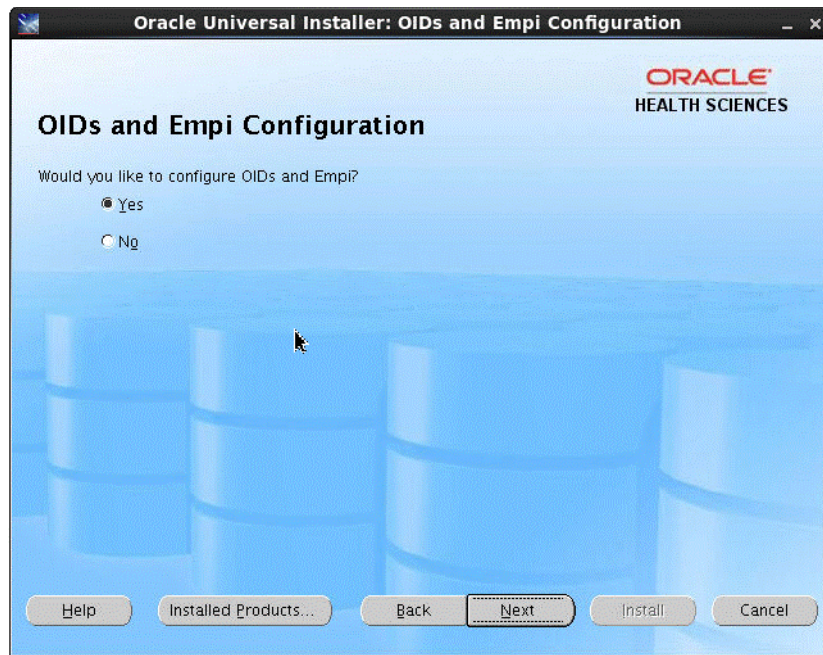 Oracle Universal Installer: OIDs and Empi Configuration
ORACLE
HEALTH SCIENCES
OIDs and Empi Configuration
Would you like to configure OIDs and Empi?
Yes
No
Help Installed Products... Back Next Install Cancel